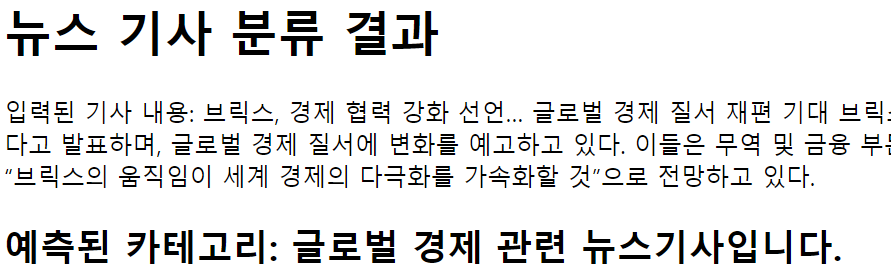 뉴스 기사 분류 결과
입력된 기사 내용: 브릭스, 경제 협력 강화 선언... 글로벌 경제 질서 재편 기대
다고 발표하며, 글로벌 경제 질서에 변화를 예고하고 있다. 이들은 무역 및 금융
“브릭스의 움직임이 세계 경제의 다극화를 가속화할 것”으로 전망하고 있다.
예측된 카테고리: 글로벌 경제 관련 뉴스기사입니다.